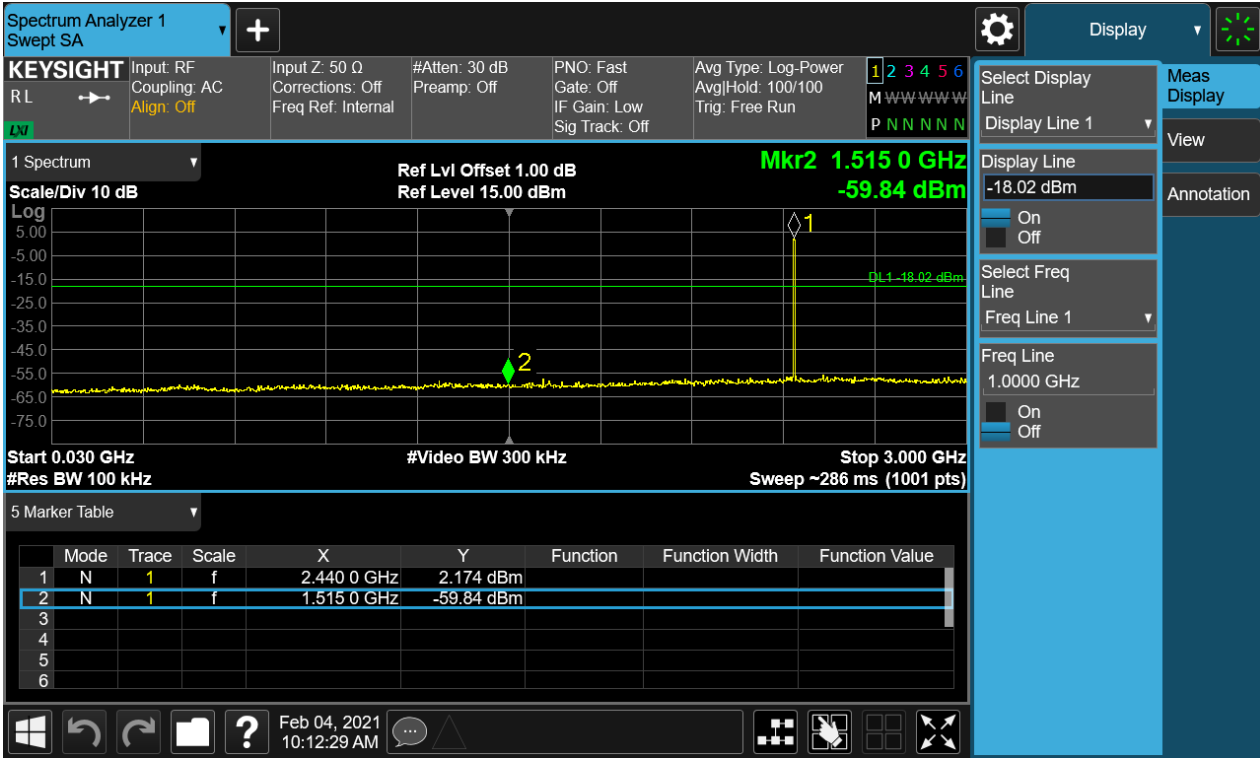 Spectrum Analyzer 1
Swept SA
Display
KEYSIGHT
R L
LXI
Input: RF
Coupling: AC
Align: Off
Input Z: 50 Ω
Corrections: Off
Freq Ref: Internal
#Atten: 30 dB
Preamp: Off
PNO: Fast
Gate: Off
IF Gain: Low
Sig Track: Off
Avg Type: Log-Power
Avg|Hold: 100/100
Trig: Free Run
1 2 3 4 5 6
M W W W W W
P N N N N N
1 Spectrum
Scale/Div 10 dB
Ref Lvl Offset 1.00 dB
Ref Level 15.00 dBm
Mkr2 1.515 0 GHz
-59.84 dBm
Log
5.00
-5.00
-15.0
-25.0
-35.0
-45.0
-55.0
-65.0
-75.0
1
DL1 -18.02 dBm
2
Start 0.030 GHz
#Video BW 300 kHz
Stop 3.000 GHz
#Res BW 100 kHz
Sweep ~286 ms (1001 pts)
5 Marker Table
Mode Trace Scale X Y Function Function Width Function Value
1 N 1 f 2.440 0 GHz 2.174 dBm
2 N 1 f 1.515 0 GHz -59.84 dBm
3
4
5
6
Select Display
Line
Display Line 1
Display Line
-18.02 dBm
On
Off
Select Freq
Line
Freq Line 1
Freq Line
1.0000 GHz
On
Off
Meas
Display
View
Annotation
?
Feb 04, 2021
10:12:29 AM